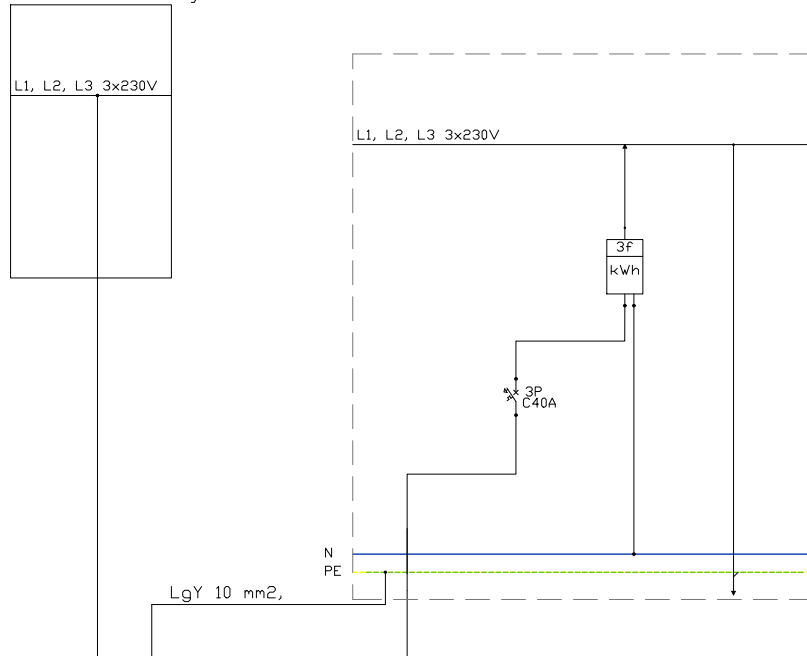 L1, L2, L3 3x230V
L1, L2, L3 3x230V
3f
kWh
3P
C40A
N
PE
LgY 10 mm2,